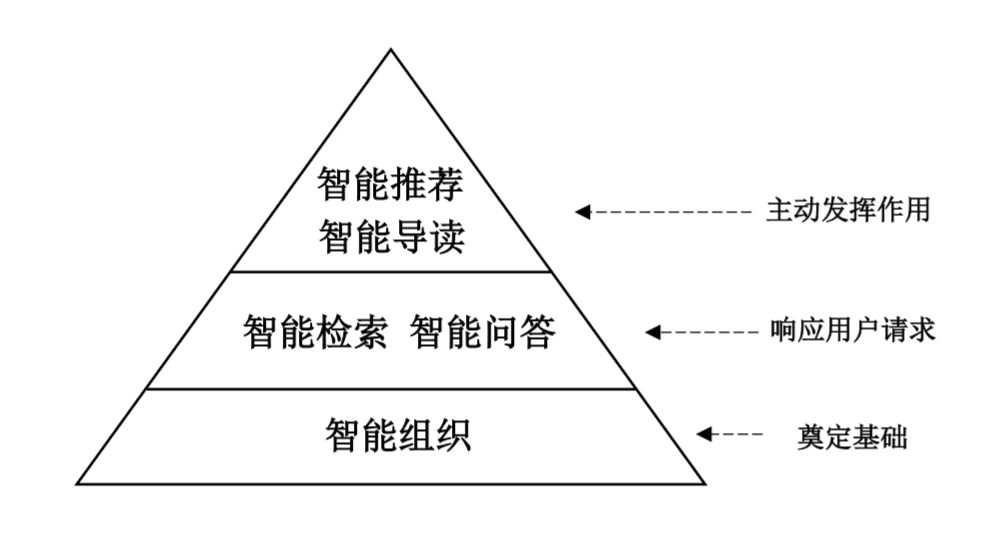 智能推荐
智能导读
主动发挥作用
智能检索 智能问答
响应用户请求
智能组织
奠定基础